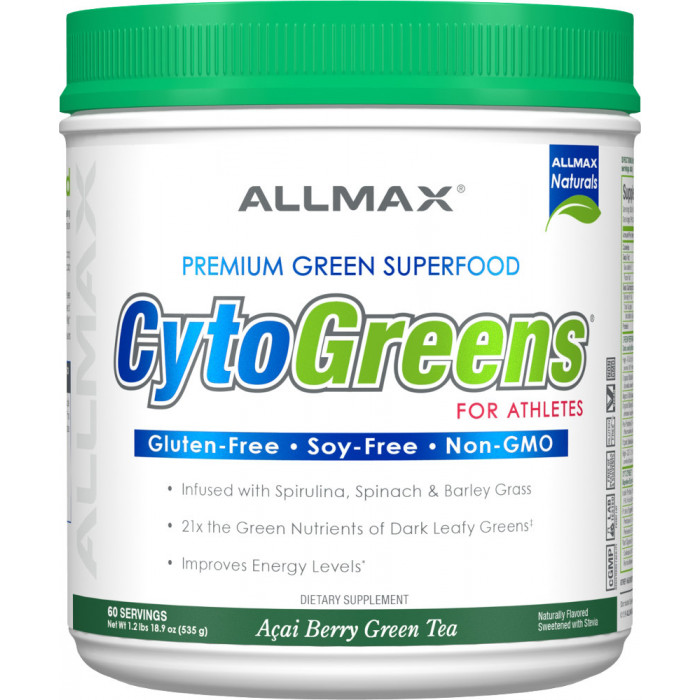 ALLMAX®
ALLMAX
Naturals
PREMIUM GREEN SUPERFOOD
CytoGreens®
FOR ATHLETES
Gluten-Free • Soy-Free • Non-GMO
• Infused with Spirulina, Spinach & Barley Grass
• 21x the Green Nutrients of Dark Leafy Greens‡
• Improves Energy Levels*
DIETARY SUPPLEMENT
60 SERVINGS
Net Wt 1.2 lbs 18.9 oz (535 g)
Açai Berry Green Tea
Naturally Flavored
Sweetened with Stevia
ALLMAX
cGMP